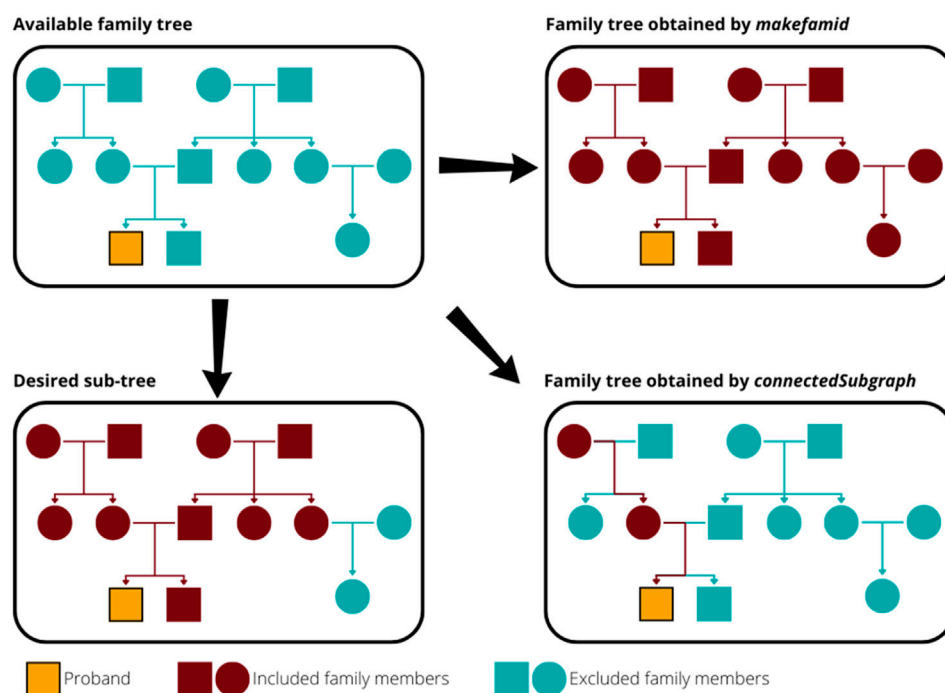 Available family tree
Family tree obtained by makefamid
Desired sub-tree
Family tree obtained by connectedSubgraph
Proband
Included family members
Excluded family members